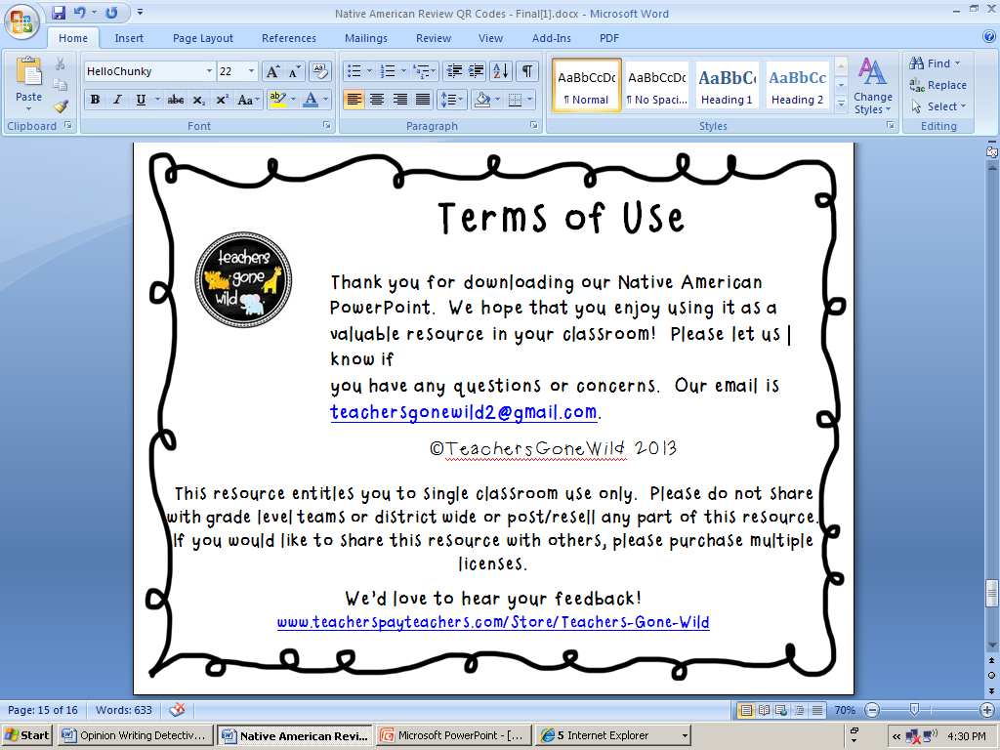 Native American Review QR Codes - Final[1].docx - Microsoft Word
Home Insert Page Layout References Mailings Review View Add-Ins PDF
Paste
Clipboard
HelloChunky 22
B I U abc X₂ X² Aa
Font
Paragraph
AaBbCcDc AaBbCcDc AaBbC AaBbCc
¶ Normal ¶ No Spaci... Heading 1 Heading 2
Change Styles
Styles
Find
Replace
Select
Editing
Terms of Use
teachers
gone
wild
Thank you for downloading our Native American
PowerPoint. We hope that you enjoy using it as a
valuable resource in your classroom! Please let us
know if
you have any questions or concerns. Our email is
teachersgonewild2@gmail.com.
©TeachersGoneWild 2013
This resource entitles you to single classroom use only. Please do not share
with grade level teams or district wide or post/resell any part of this resource.
If you would like to share this resource with others, please purchase multiple
licenses.
We'd love to hear your feedback!
www.teacherspayteachers.com/Store/Teachers-Gone-Wild
Page: 15 of 16 Words: 633 70%
Start Opinion Writing Detectiv... Native American Revi... Microsoft PowerPoint - [... 5 Internet Explorer 4:30 PM